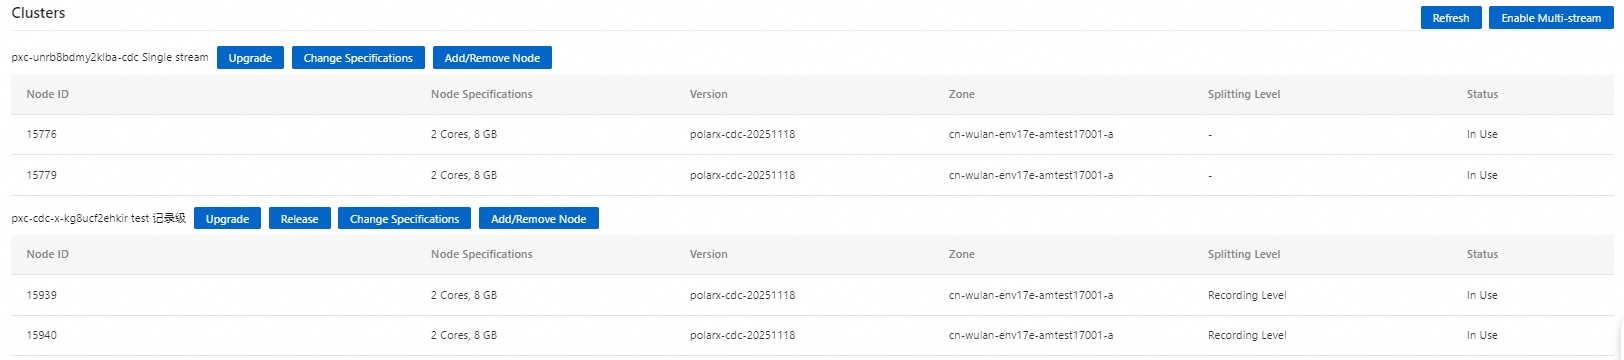 Clusters
Refresh
Enable Multi-stream
pxc-unrb8bdmy2klba-cdc Single stream
Upgrade
Change Specifications
Add/Remove Node
Node ID Node Specifications Version Zone Splitting Level Status
15776 2 Cores, 8 GB polarx-cdc-20251118 cn-wulan-env17e-amtest17001-a - In Use
15779 2 Cores, 8 GB polarx-cdc-20251118 cn-wulan-env17e-amtest17001-a - In Use
pxc-cdc-x-kg8ucf2ehkir test 记录级
Upgrade
Release
Change Specifications
Add/Remove Node
Node ID Node Specifications Version Zone Splitting Level Status
15939 2 Cores, 8 GB polarx-cdc-20251118 cn-wulan-env17e-amtest17001-a Recording Level In Use
15940 2 Cores, 8 GB polarx-cdc-20251118 cn-wulan-env17e-amtest17001-a Recording Level In Use